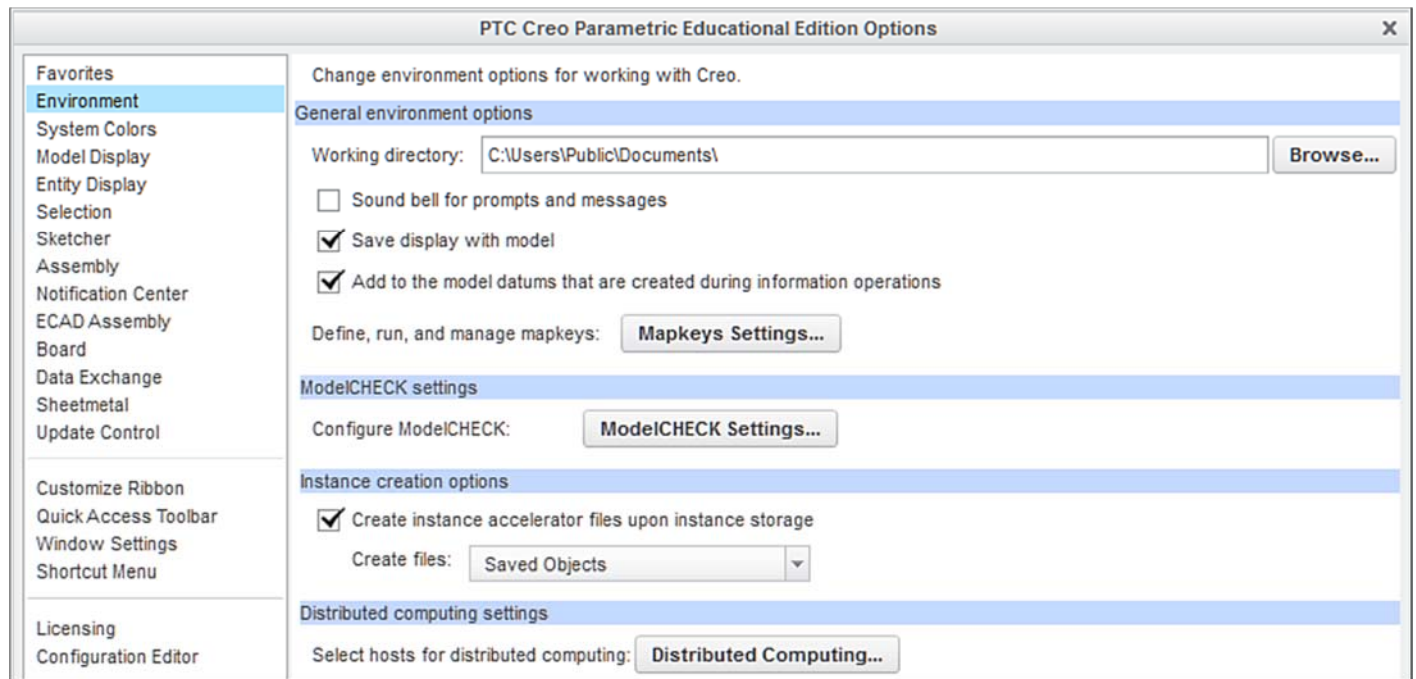 PTC Creo Parametric Educational Edition Options
X
Favorites
Environment
System Colors
Model Display
Entity Display
Selection
Sketcher
Assembly
Notification Center
ECAD Assembly
Board
Data Exchange
Sheetmetal
Update Control
Customize Ribbon
Quick Access Toolbar
Window Settings
Shortcut Menu
Licensing
Configuration Editor
Change environment options for working with Creo.
General environment options
Working directory: C:\Users\Public\Documents\ Browse...
Sound bell for prompts and messages
Save display with model
Add to the model datums that are created during information operations
Define, run, and manage mapkeys: Mapkeys Settings...
ModelCHECK settings
Configure ModelCHECK: ModelCHECK Settings...
Instance creation options
Create instance accelerator files upon instance storage
Create files: Saved Objects
Distributed computing settings
Select hosts for distributed computing: Distributed Computing...